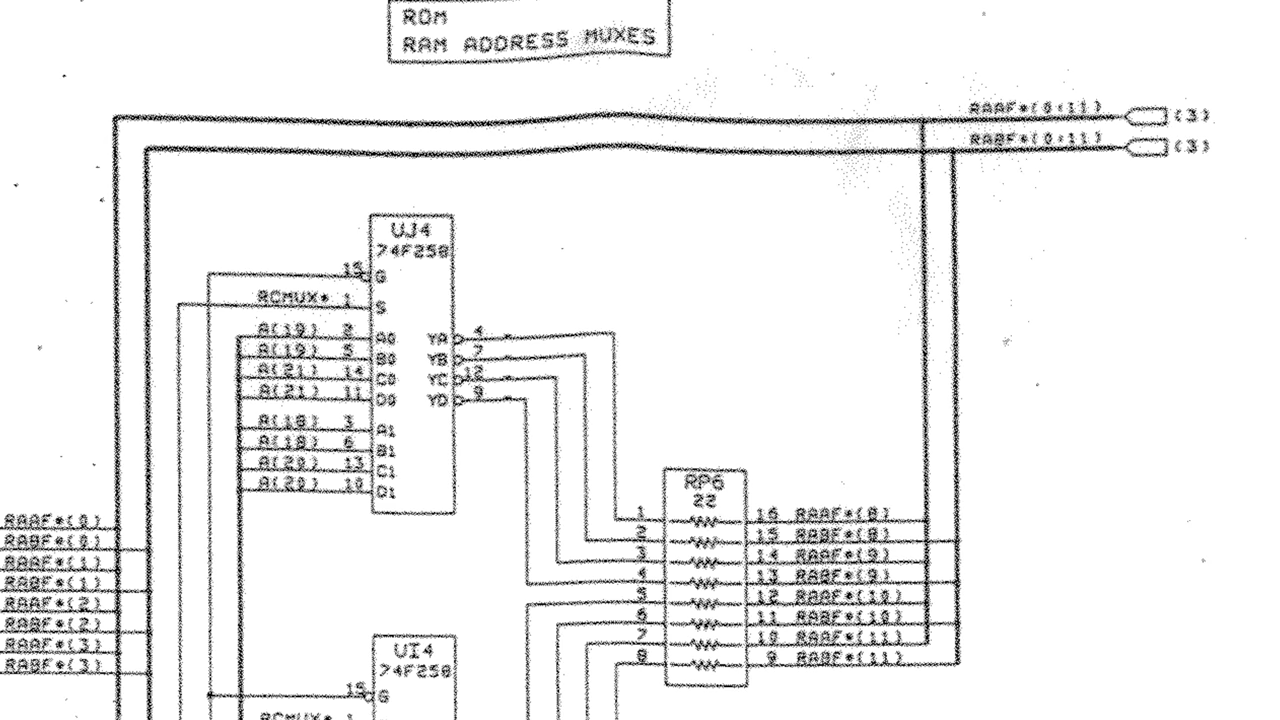 ROM
RAM ADDRESS MUXES
RAAF*(0:11) (3)
RABF*(0:11) (3)
UJ4
74F258
15 G
RCMUX* 1 S
A(19) 2 A0 YA 4
A(19) 5 B0 YB 7
A(21) 14 C0 YC 12
A(21) 11 D0 YD 9
A(18) 3 A1
A(18) 6 B1
A(20) 13 C1
A(20) 10 D1
RP6
22
1 16 RAAF*(8)
2 15 RABF*(8)
3 14 RAAF*(9)
4 13 RABF*(9)
5 12 RAAF*(10)
6 11 RABF*(10)
7 10 RAAF*(11)
8 9 RABF*(11)
RAAF*(0)
RABF*(0)
RAAF*(1)
RABF*(1)
RAAF*(2)
RABF*(2)
RAAF*(3)
RABF*(3)
UI4
74F258
15 G
RCMUX* 1